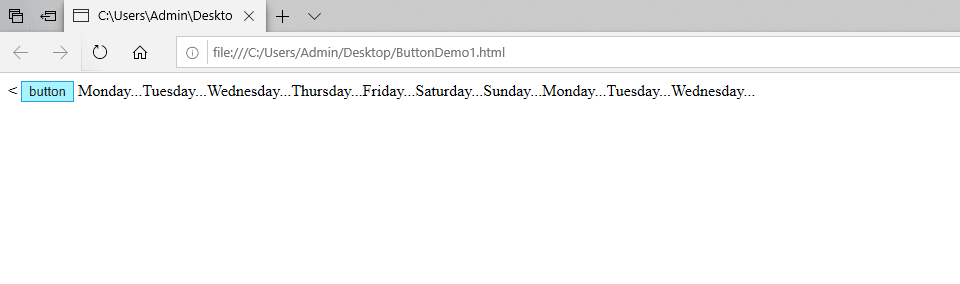 C:\Users\Admin\Deskto
file:///C:/Users/Admin/Desktop/ButtonDemo1.html
< button Monday...Tuesday...Wednesday...Thursday...Friday...Saturday...Sunday...Monday...Tuesday...Wednesday...